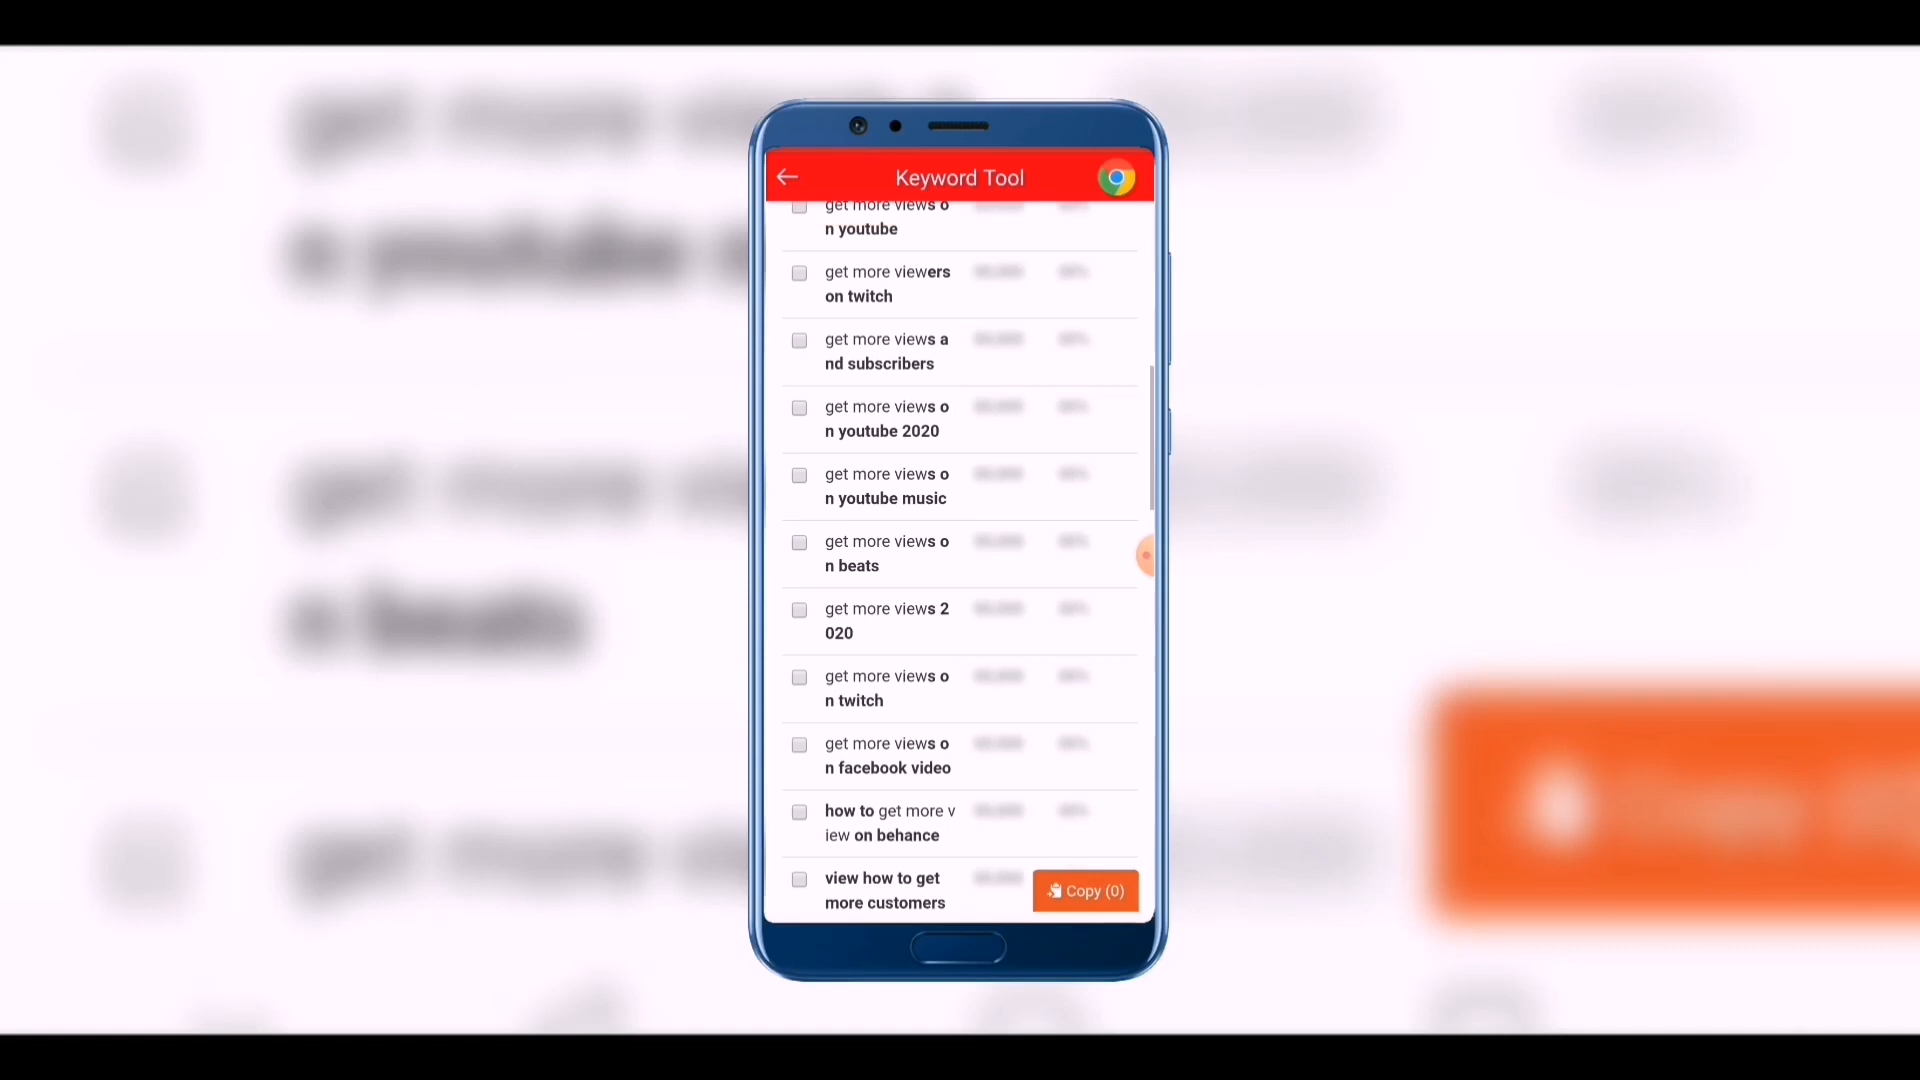 Keyword Tool
get more views o
n youtube
get more viewers
on twitch
get more views a
nd subscribers
get more views o
n youtube 2020
get more views o
n youtube music
get more views o
n beats
get more views 2
020
get more views o
n twitch
get more views o
n facebook video
how to get more v
iew on behance
view how to get
more customers
Copy (0)